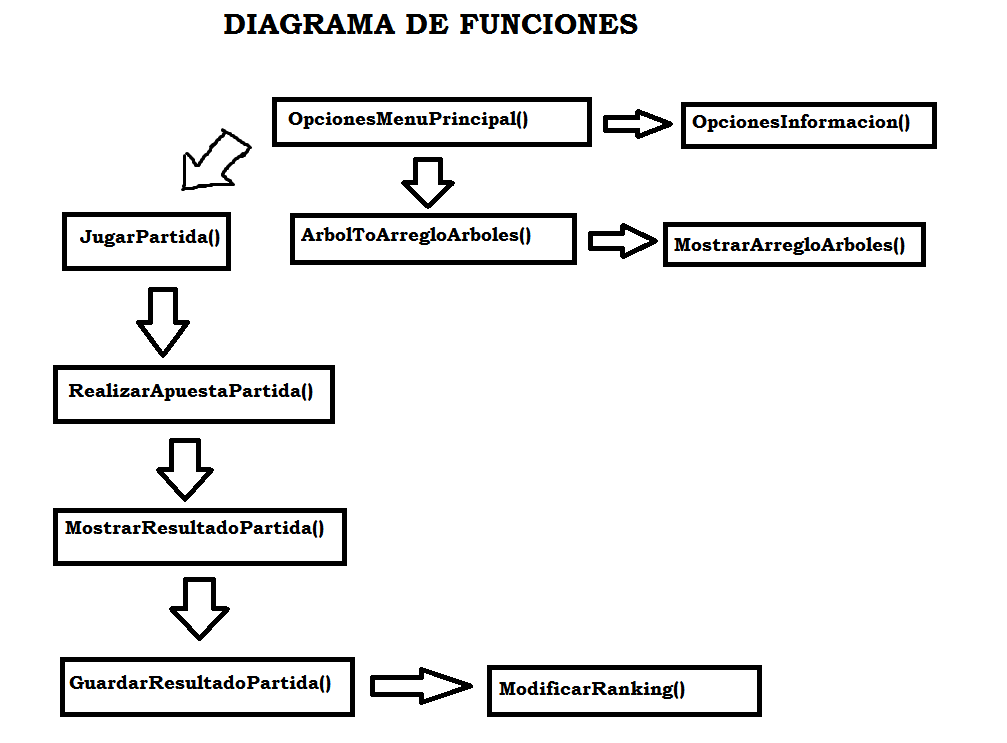 DIAGRAMA DE FUNCIONES
OpcionesMenuPrincipal()
OpcionesInformacion()
JugarPartida()
ArbolToArregloArboles()
MostrarArregloArboles()
RealizarApuestaPartida()
MostrarResultadoPartida()
GuardarResultadoPartida()
ModificarRanking()